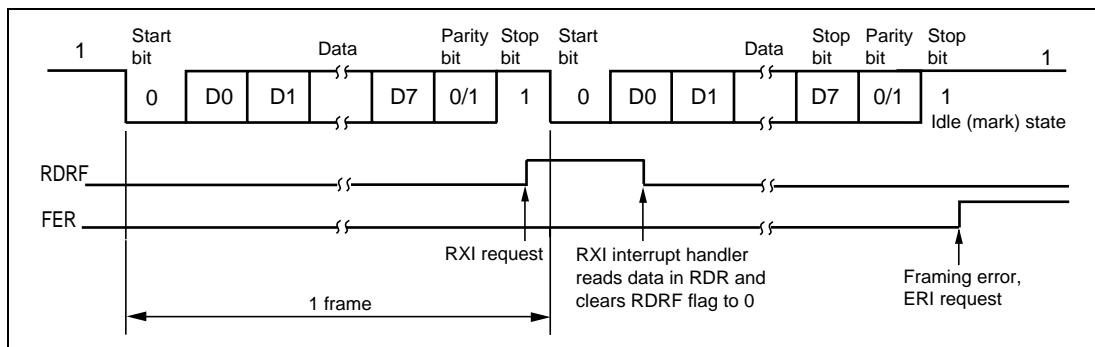 1
Start bit
Data
Parity bit
Stop bit
Start bit
Data
Stop bit
Parity bit
Stop bit
1
0 D0 D1 D7 0/1 1 0 D0 D1 D7 0/1 1
Idle (mark) state
RDRF
FER
RXI request
RXI interrupt handler
reads data in RDR and
clears RDRF flag to 0
Framing error,
ERI request
1 frame